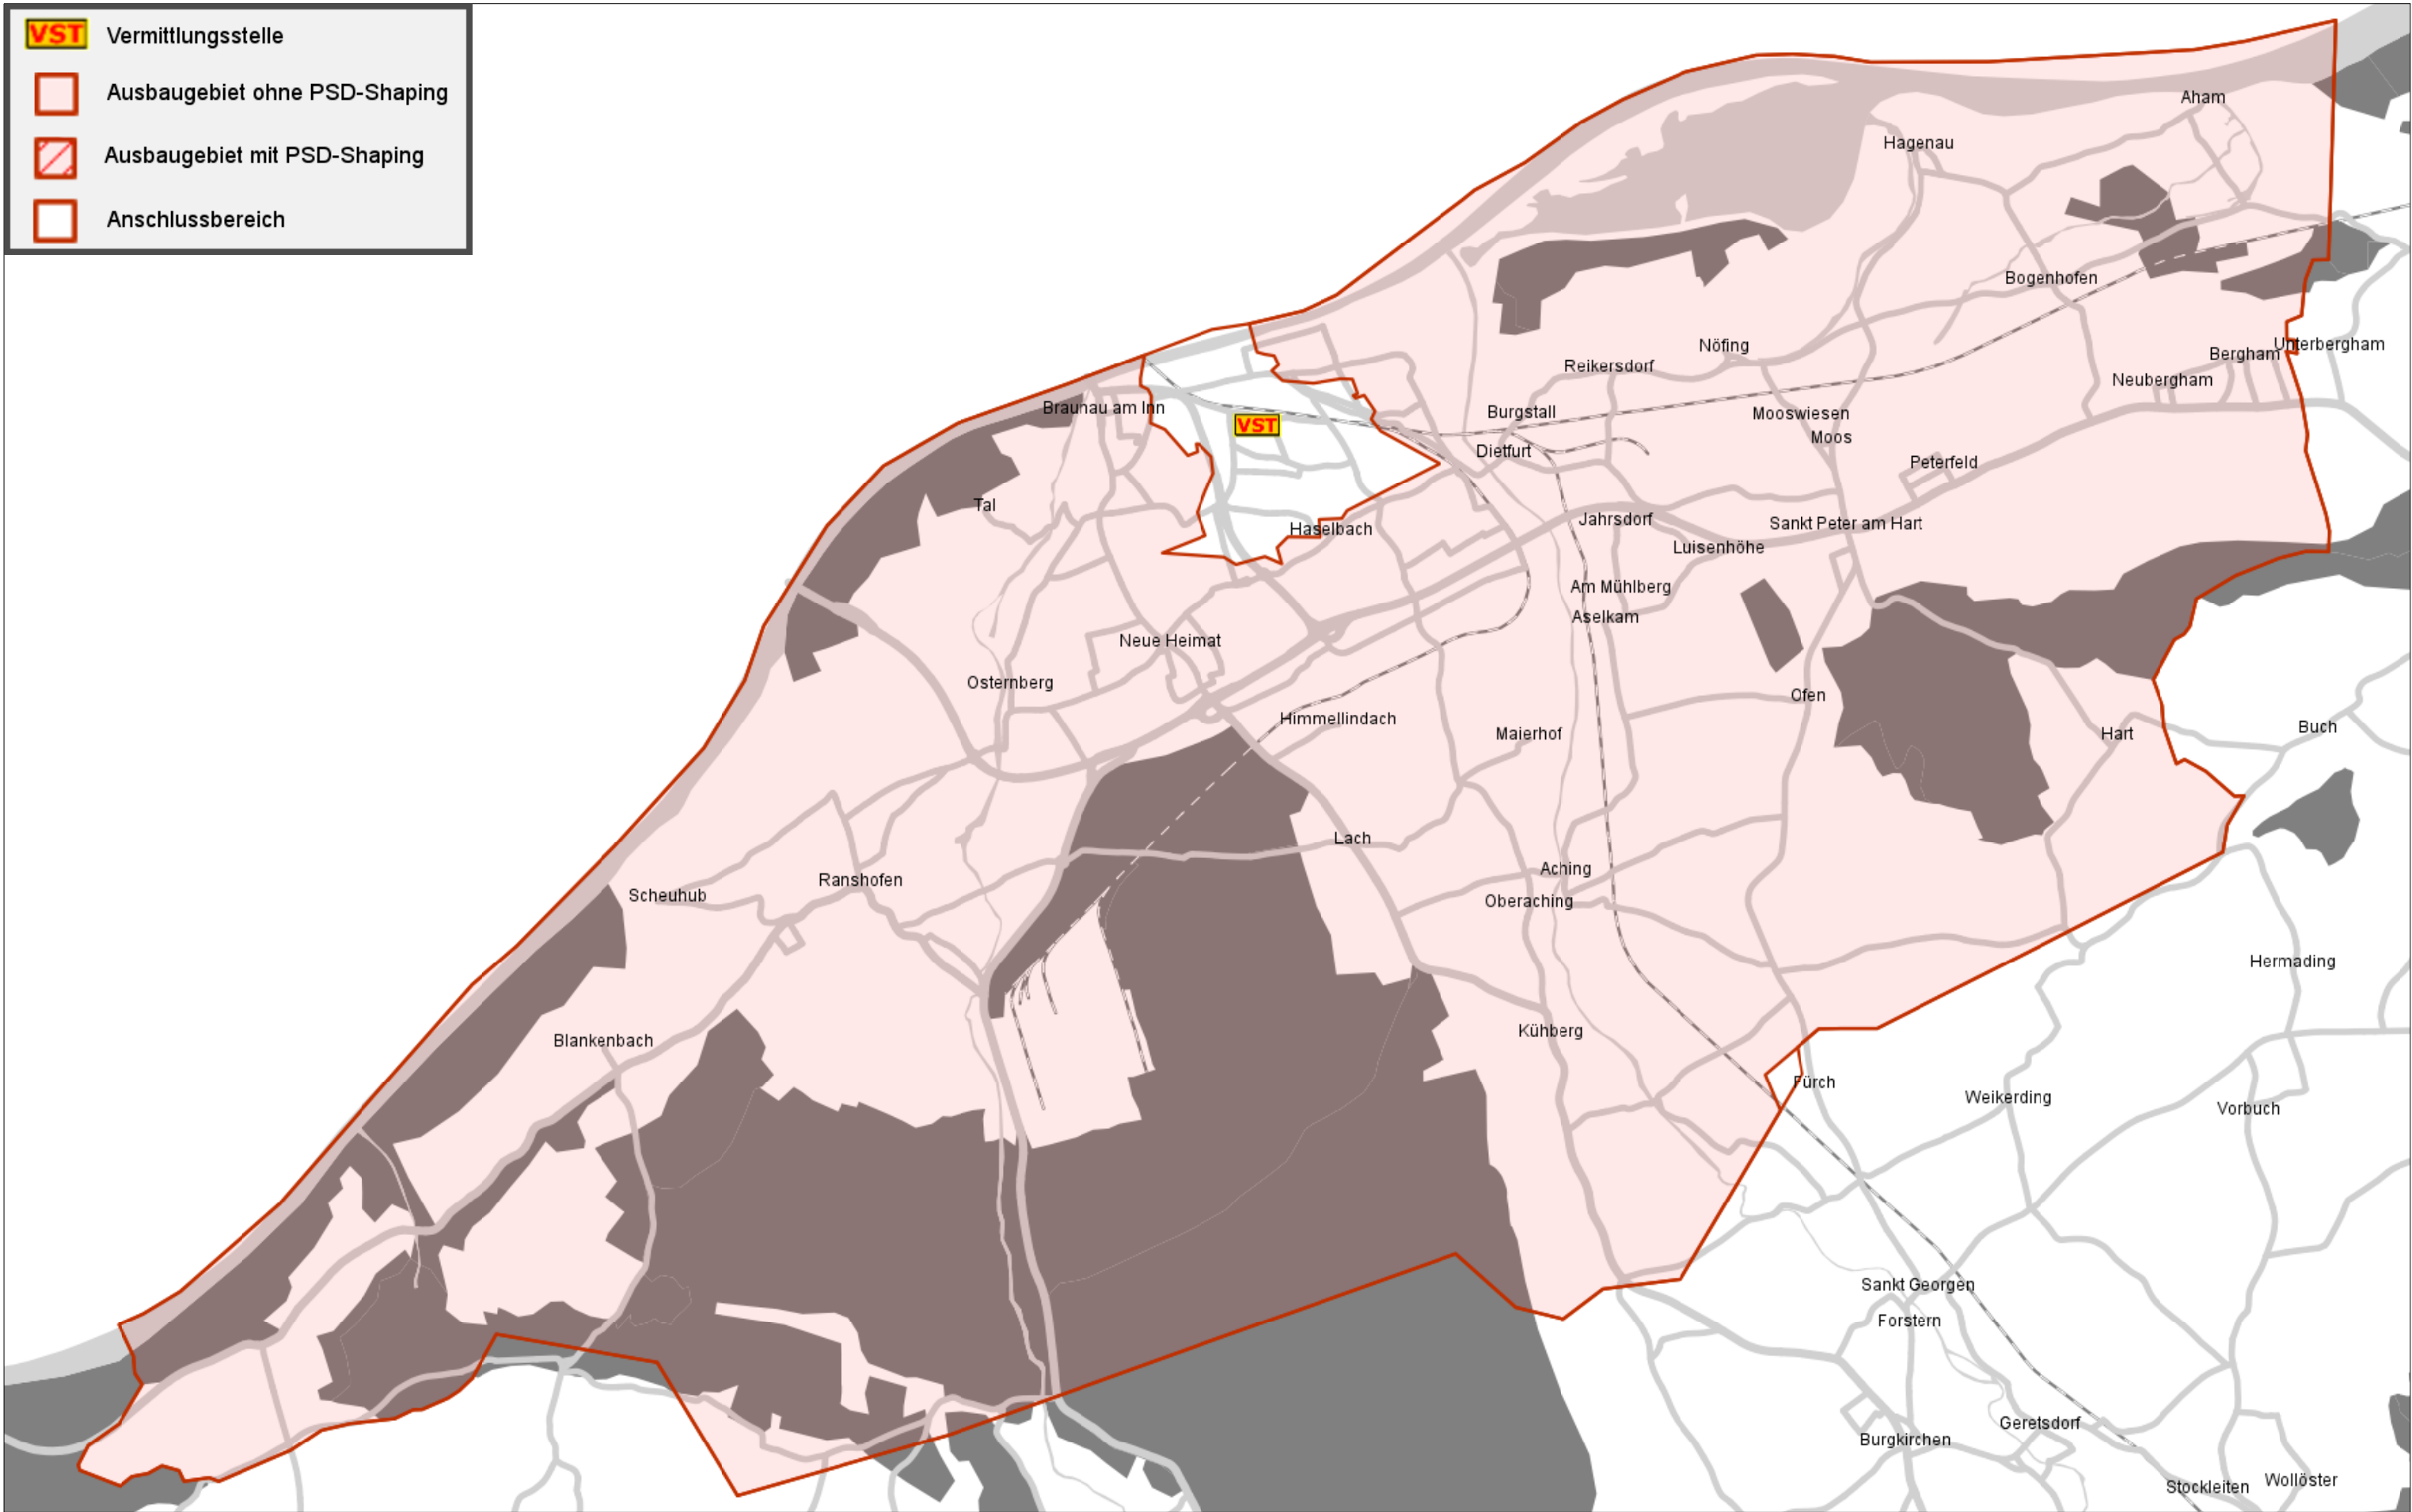 VST Vermittlungsstelle
Ausbaugebiet ohne PSD-Shaping
Ausbaugebiet mit PSD-Shaping
Anschlussbereich
Aham
Hagenau
Bogenhofen
Unterbergham
Nöfing
Bergham
Reikersdorf
Neubergham
Braunau am Inn
Burgstall
Mooswiesen
VST
Moos
Dietfurt
Peterfeld
Tal
Jahrsdorf
Sankt Peter am Hart
Haselbach
Luisenhöhe
Am Mühlberg
Aselkam
Neue Heimat
Osternberg
Ofen
Himmellindach
Buch
Maierhof
Hart
Lach
Aching
Ranshofen
Scheuhub
Oberaching
Hermading
Kühberg
Blankenbach
Fürch
Weikerding
Vorbuch
Sankt Georgen
Forstern
Geretsdorf
Burgkirchen
Wollöster
Stockleiten